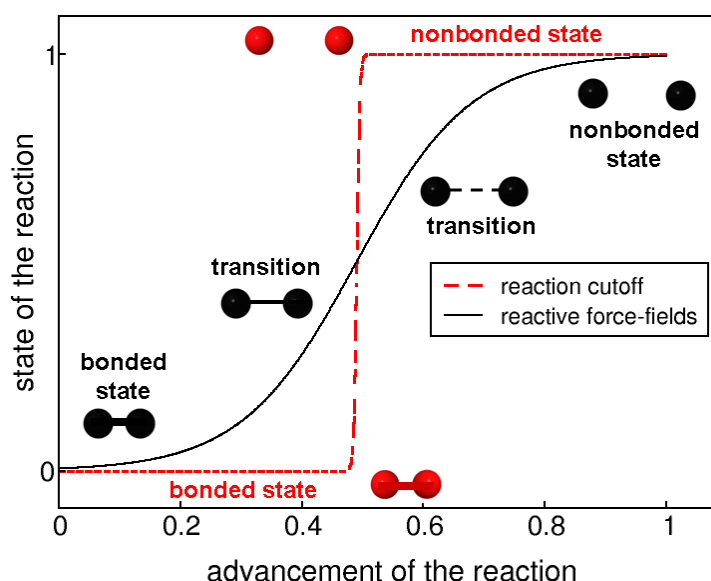 nonbonded state
1
nonbonded
state
transition
transition
reaction cutoff
reactive force-fields
bonded
state
0
bonded state
state of the reaction
0
0.2
0.4
0.6
0.8
1
advancement of the reaction